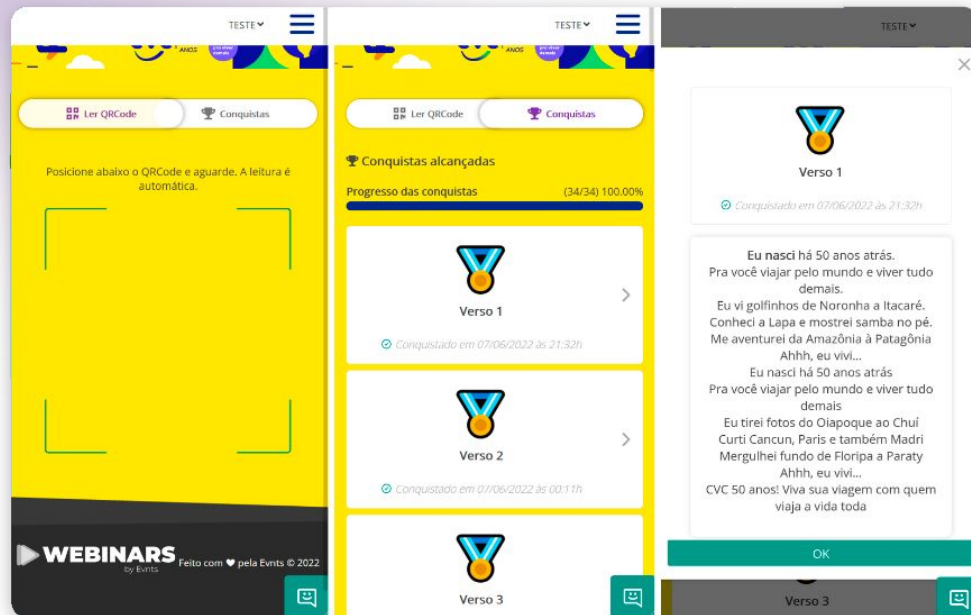 TESTE
ANOS
Ler QRCode
Conquistas
Posicione abaixo o QRCode e aguarde. A leitura é
automática.
WEBINARS
by Evnts
Feito com pela Evnts © 2022
TESTE
ANOS
Ler QRCode
Conquistas
Conquistas alcançadas
Progresso das conquistas (34/34) 100.00%
Verso 1
Conquistado em 07/06/2022 às 21:32h
Verso 2
Conquistado em 07/06/2022 às 00:11h
Verso 3
TESTE
Verso 1
Conquistado em 07/06/2022 às 21:32h
Eu nasci há 50 anos atrás.
Pra você viajar pelo mundo e viver tudo
demais.
Eu vi golfinhos de Noronha a Itacaré.
Conheci a Lapa e mostrei samba no pé.
Me aventurei da Amazônia à Patagônia
Ahhh, eu vivi...
Eu nasci há 50 anos atrás
Pra você viajar pelo mundo e viver tudo
demais
Eu tirei fotos do Oiapoque ao Chuí
Curti Cancun, Paris e também Madri
Mergulhei fundo de Floripa a Paraty
Ahhh, eu vivi...
CVC 50 anos! Viva sua viagem com quem
viaja a vida toda
OK
Verso 3